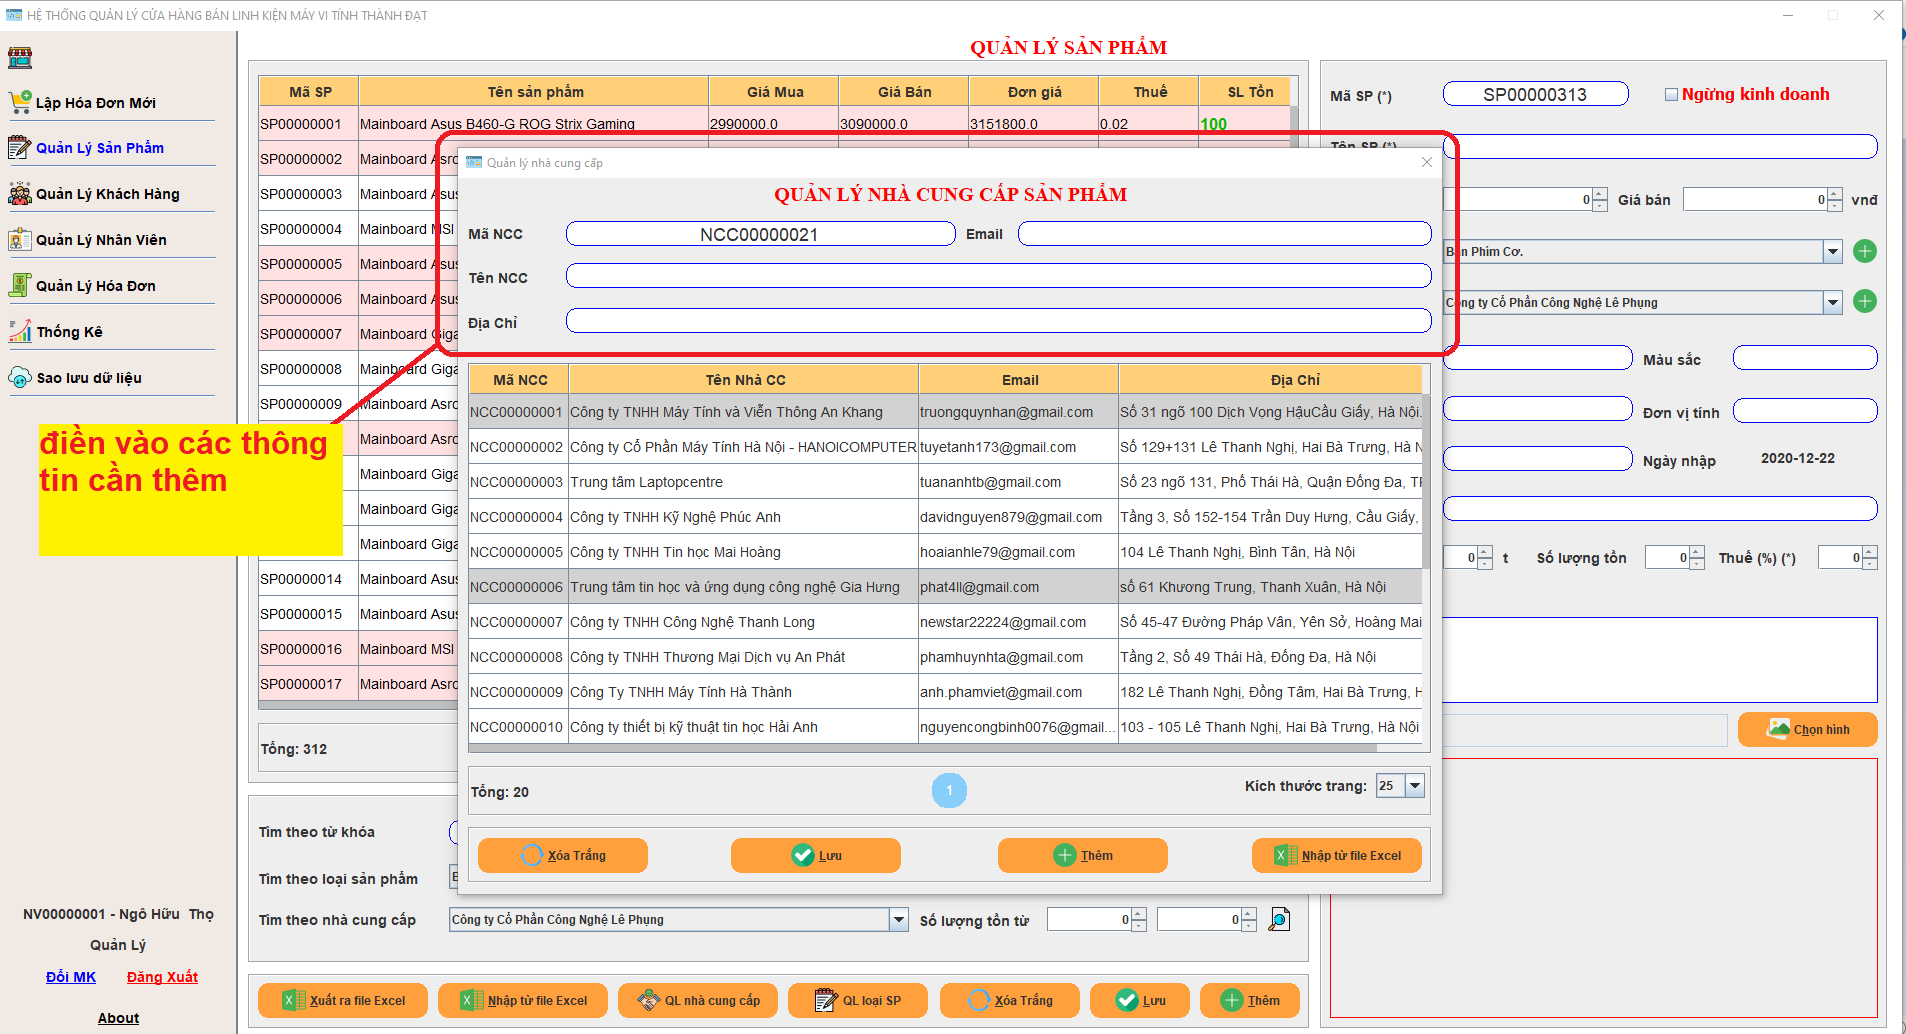 HỆ THỐNG QUẢN LÝ CỬA HÀNG BÁN LINH KIỆN MÁY VI TÍNH THÀNH ĐẠT
Lập Hóa Đơn Mới
Quản Lý Sản Phẩm
Quản Lý Khách Hàng
Quản Lý Nhân Viên
Quản Lý Hóa Đơn
Thống Kê
Sao lưu dữ liệu
điền vào các thông
tin cần thêm
NV00000001 - Ngô Hữu Thọ
Quản Lý
Đổi MK Đăng Xuất
About
QUẢN LÝ SẢN PHẨM
Mã SP Tên sản phẩm Giá Mua Giá Bán Đơn giá Thuế SL Tồn
SP00000001 Mainboard Asus B460-G ROG Strix Gaming 2990000.0 3090000.0 3151800.0 0.02 100
SP00000002 Mainboard Asro
SP00000003 Mainboard Asus
SP00000004 Mainboard MSI
SP00000005 Mainboard Asus
SP00000006 Mainboard Asus
SP00000007 Mainboard Giga
SP00000008 Mainboard Giga
SP00000009 Mainboard Asro
Mainboard Asro
Mainboard Giga
Mainboard Giga
Mainboard Giga
SP00000014 Mainboard Asus
SP00000015 Mainboard Asus
SP00000016 Mainboard MSI
SP00000017 Mainboard Asro
Tổng: 312
Quản lý nhà cung cấp
QUẢN LÝ NHÀ CUNG CẤP SẢN PHẨM
Mã NCC NCC00000021 Email
Tên NCC
Địa Chỉ
Mã NCC Tên Nhà CC Email Địa Chỉ
NCC00000001 Công ty TNHH Máy Tính và Viễn Thông An Khang truongquynhan@gmail.com Số 31 ngõ 100 Dịch Vọng HậuCầu Giấy, Hà Nội.
NCC00000002 Công ty Cổ Phần Máy Tính Hà Nội - HANOICOMPUTER tuyetanh173@gmail.com Số 129+131 Lê Thanh Nghị, Hai Bà Trưng, Hà N
NCC00000003 Trung tâm Laptopcentre tuananhtb@gmail.com Số 23 ngõ 131, Phố Thái Hà, Quận Đống Đa, TP
NCC00000004 Công ty TNHH Kỹ Nghệ Phúc Anh davidnguyen879@gmail.com Tầng 3, Số 152-154 Trần Duy Hưng, Cầu Giấy,
NCC00000005 Công ty TNHH Tin học Mai Hoàng hoaianhle79@gmail.com 104 Lê Thanh Nghị, Bình Tân, Hà Nội
NCC00000006 Trung tâm tin học và ứng dụng công nghệ Gia Hưng phat4ll@gmail.com số 61 Khương Trung, Thanh Xuân, Hà Nội
NCC00000007 Công ty TNHH Công Nghệ Thanh Long newstar22224@gmail.com Số 45-47 Đường Pháp Vân, Yên Sở, Hoàng Mai
NCC00000008 Công ty TNHH Thương Mại Dịch vụ An Phát phamhuynhta@gmail.com Tầng 2, Số 49 Thái Hà, Đống Đa, Hà Nội
NCC00000009 Công Ty TNHH Máy Tính Hà Thành anh.phamviet@gmail.com 182 Lê Thanh Nghị, Đồng Tâm, Hai Bà Trưng, H
NCC00000010 Công ty thiết bị kỹ thuật tin học Hải Anh nguyencongbinh0076@gmail... 103 - 105 Lê Thanh Nghị, Hai Bà Trưng, Hà Nội
Tổng: 20 1 Kích thước trang: 25
Xóa Trắng Lưu Thêm Nhập từ file Excel
Tìm theo từ khóa
Tìm theo loại sản phẩm
Tìm theo nhà cung cấp Công ty Cổ Phần Công Nghệ Lê Phụng Số lượng tồn từ 0 0
Xuất ra file Excel Nhập từ file Excel QL nhà cung cấp QL loại SP Xóa Trắng Lưu Thêm
Mã SP (*) SP00000313 Ngừng kinh doanh
Tên SP (*)
0 Giá bán 0 vnđ
Bàn Phím Cơ.
Công ty Cổ Phần Công Nghệ Lê Phụng
Màu sắc
Đơn vị tính
Ngày nhập 2020-12-22
0 t Số lượng tồn 0 Thuế (%) (*) 0
Chọn hình